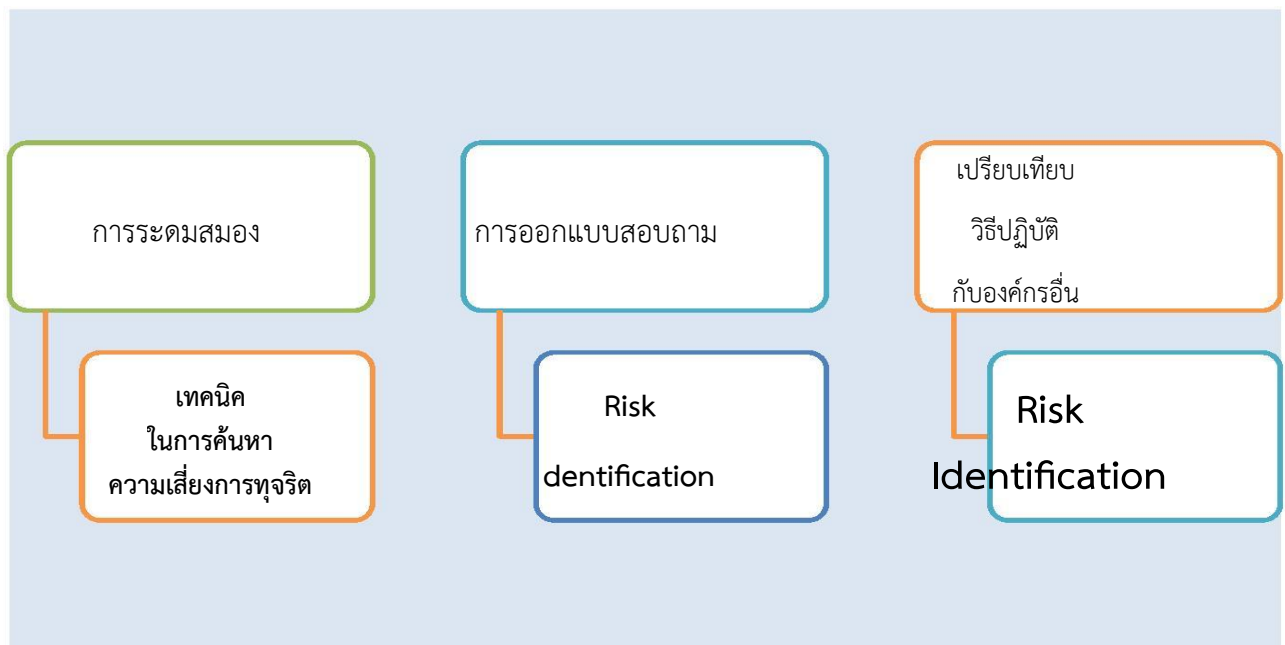 การระดมสมอง
เทคนิค
ในการค้นหา
ความเสี่ยงการทุจริต
การออกแบบสอบถาม
Risk
dentification
เปรียบเทียบ
วิธีปฏิบัติ
กับองค์กรอื่น
Risk
Identification